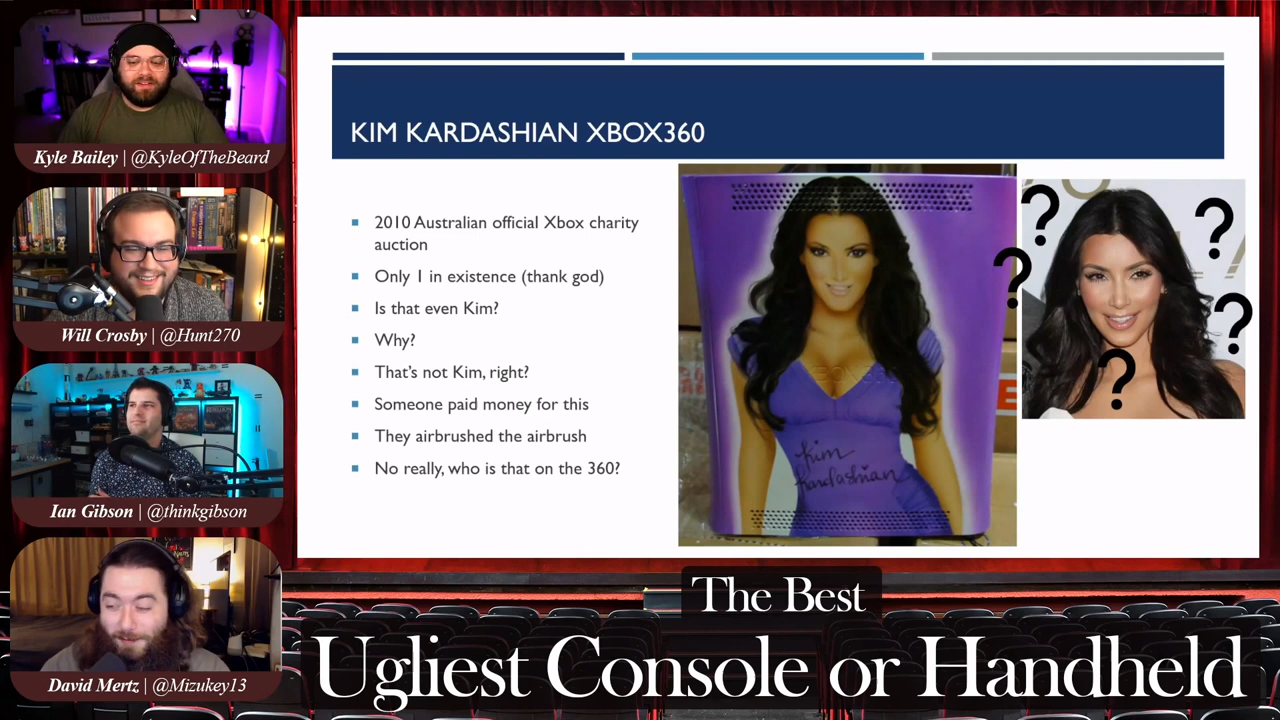 Kyle Bailey | @KyleOfTheBeard
Will Crosby | @Hunt270
Ian Gibson | @thinkgibson
David Mertz | @Mizukey13
KIM KARDASHIAN XBOX360
2010 Australian official Xbox charity
auction
Only 1 in existence (thank god)
Is that even Kim?
Why?
That's not Kim, right?
Someone paid money for this
They airbrushed the airbrush
No really, who is that on the 360?
Kim
Kardashian
? ? ? ? ?
The Best
Ugliest Console or Handheld